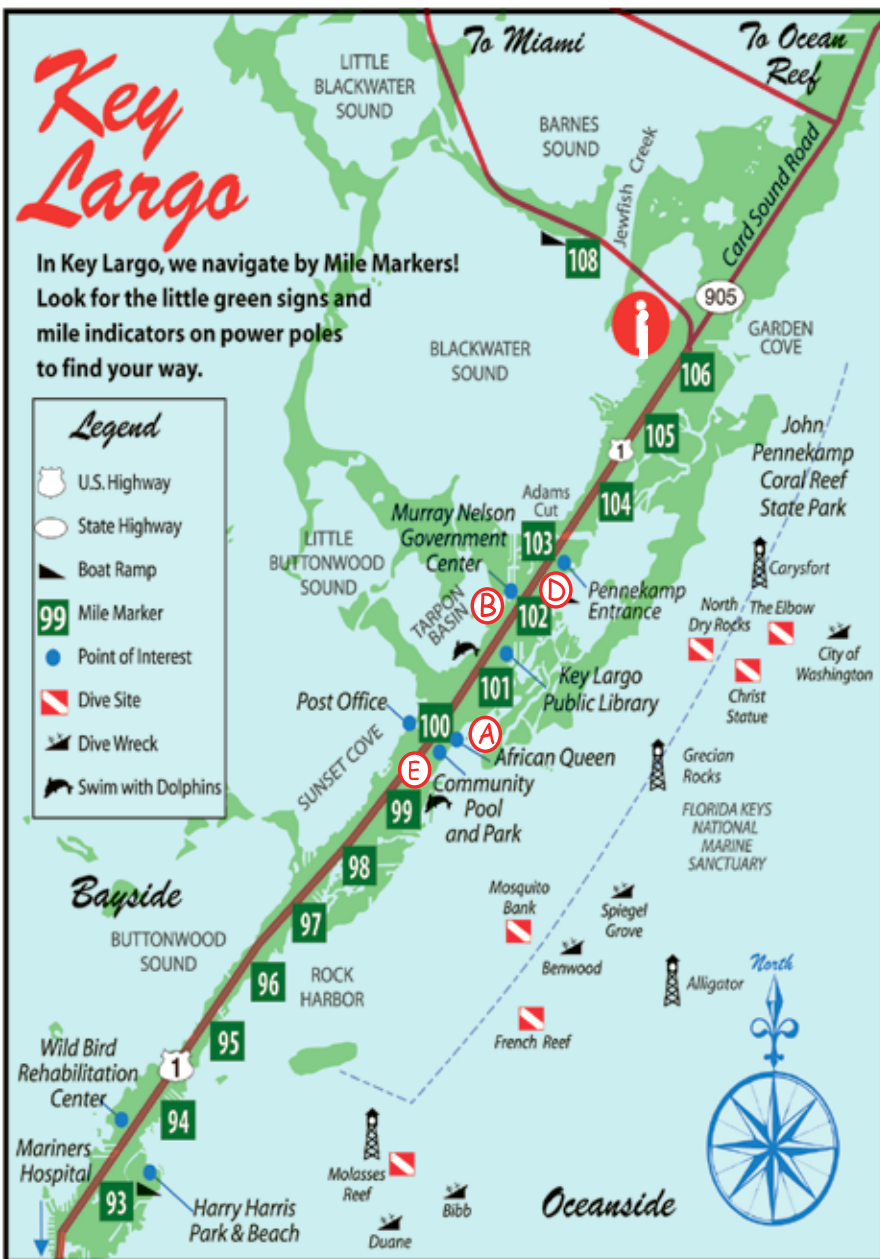 Key
Largo
To Miami
To Ocean
Reef
LITTLE
BLACKWATER
SOUND
BARNES
SOUND
Jewfish Creek
Card Sound Road
108
905
In Key Largo, we navigate by Mile Markers!
Look for the little green signs and
mile indicators on power poles
to find your way.
BLACKWATER
SOUND
GARDEN
COVE
106
105
1
104
103
Legend
U.S. Highway
State Highway
Boat Ramp
99
Mile Marker
Point of Interest
Dive Site
Dive Wreck
Swim with Dolphins
John
Pennekamp
Coral Reef
State Park
Adams
Cut
Murray Nelson
Government
Center
LITTLE
BUTTONWOOD
SOUND
TARPON
BASIN
B
D
102
Pennekamp
Entrance
Carysfort
North
Dry Rocks
The Elbow
City of
Washington
Christ
Statue
101
Key Largo
Public Library
Post Office
100
A
African Queen
SUNSET COVE
E
Community
Pool
and Park
99
Grecian
Rocks
FLORIDA KEYS
NATIONAL
MARINE
SANCTUARY
98
97
96
95
Bayside
BUTTONWOOD
SOUND
ROCK
HARBOR
Mosquito
Bank
Spiegel
Grove
Benwood
Alligator
French Reef
North
Wild Bird
Rehabilitation
Center
1
94
Mariners
Hospital
93
Harry Harris
Park & Beach
Molasses
Reef
Bibb
Duane
Oceanside